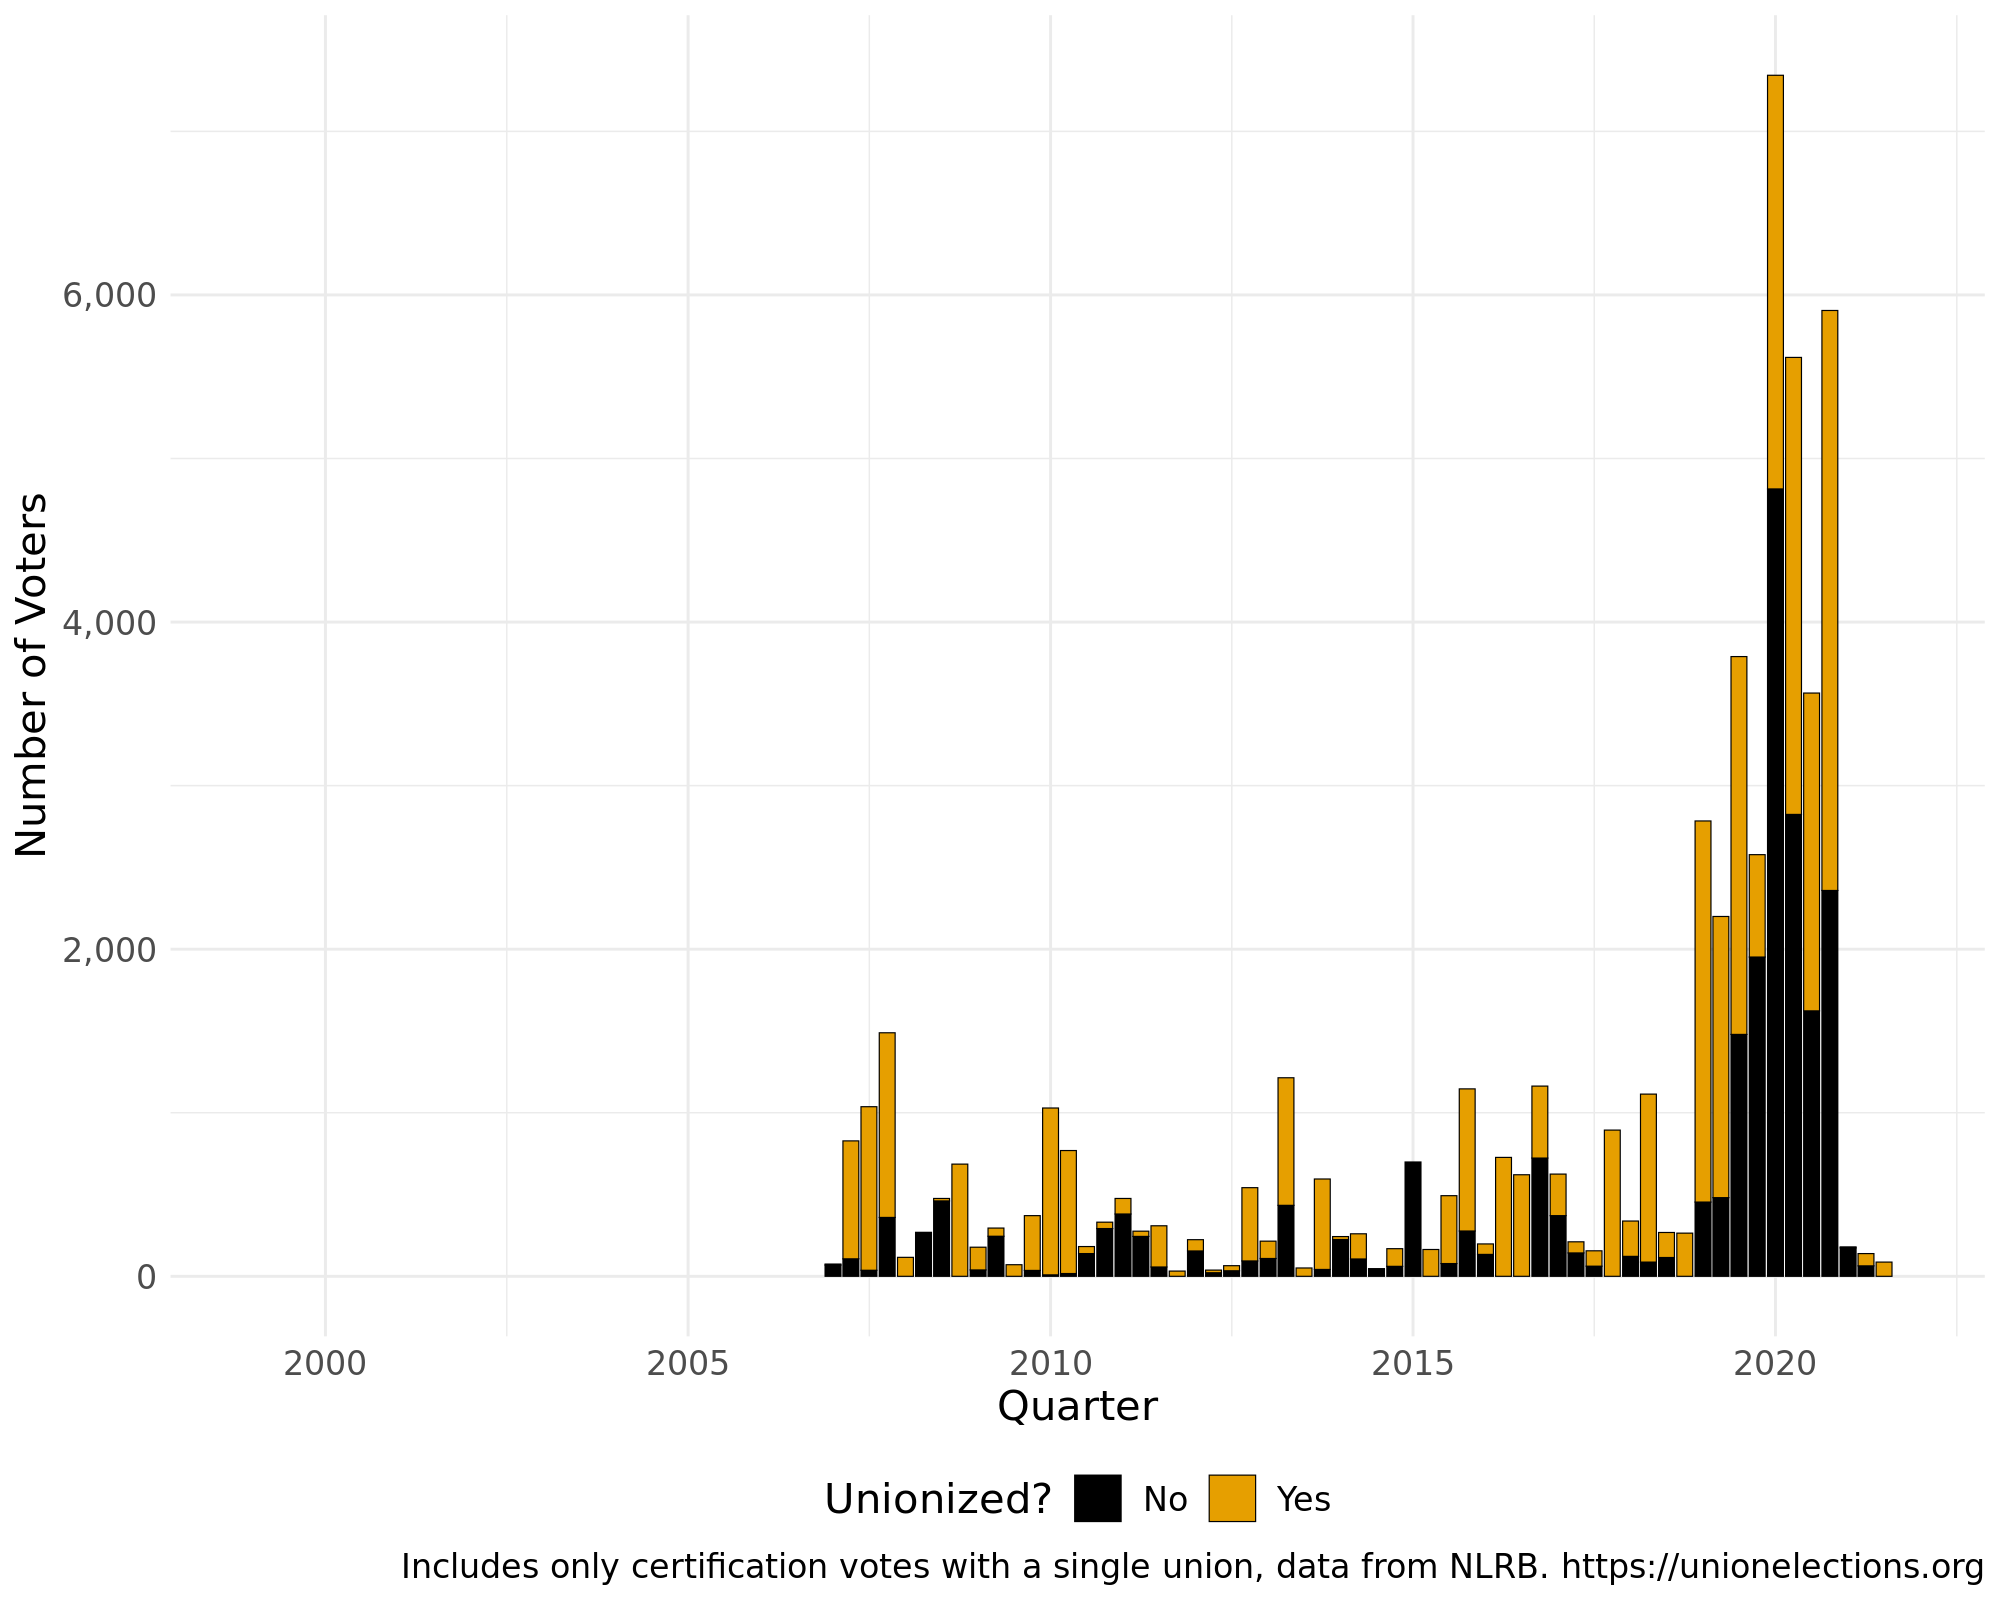 Number of Voters
6,000
4,000
2,000
0
2000 2005 2010 2015 2020
Quarter
Unionized? No Yes
Includes only certification votes with a single union, data from NLRB. https://unionelections.org